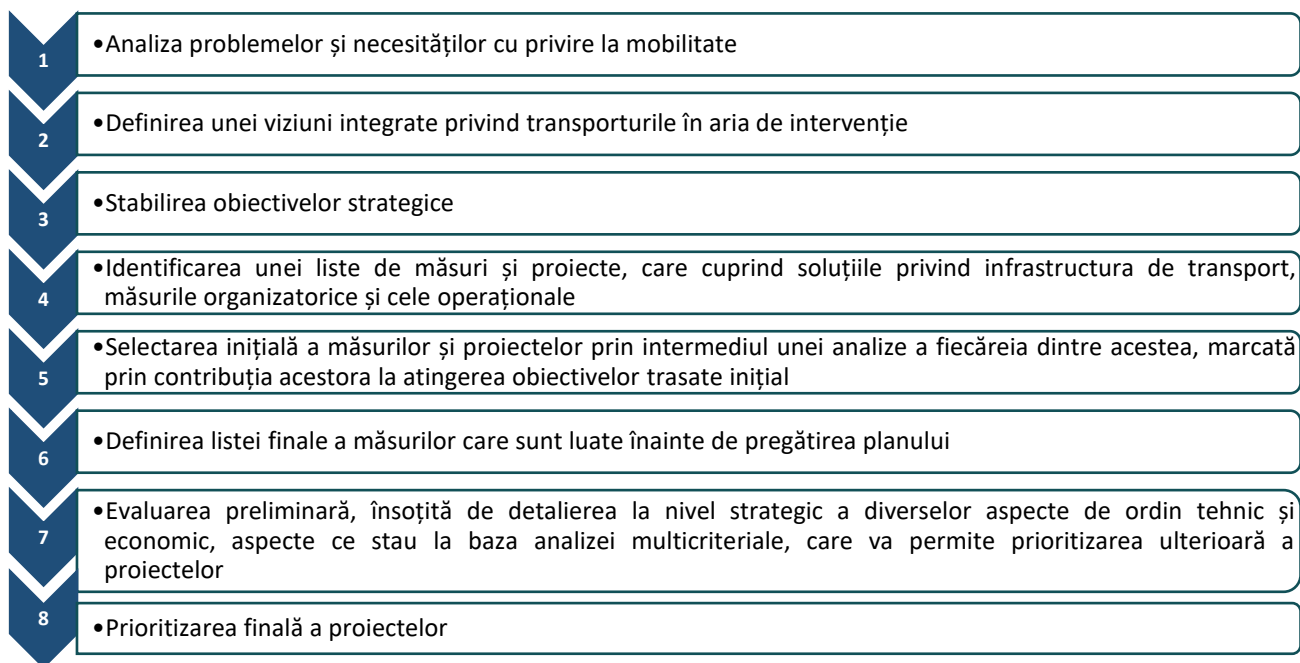 1
•Analiza problemelor și necesităților cu privire la mobilitate
2
•Definirea unei viziuni integrate privind transporturile în aria de intervenție
3
•Stabilirea obiectivelor strategice
4
•Identificarea unei liste de măsuri și proiecte, care cuprind soluțiile privind infrastructura de transport,
măsurile organizatorice și cele operaționale
5
•Selectarea inițială a măsurilor și proiectelor prin intermediul unei analize a fiecăreia dintre acestea, marcată
prin contribuția acestora la atingerea obiectivelor trasate inițial
6
•Definirea listei finale a măsurilor care sunt luate înainte de pregătirea planului
7
•Evaluarea preliminară, însoțită de detalierea la nivel strategic a diverselor aspecte de ordin tehnic și
economic, aspecte ce stau la baza analizei multicriteriale, care va permite prioritizarea ulterioară a
proiectelor
8
•Prioritizarea finală a proiectelor